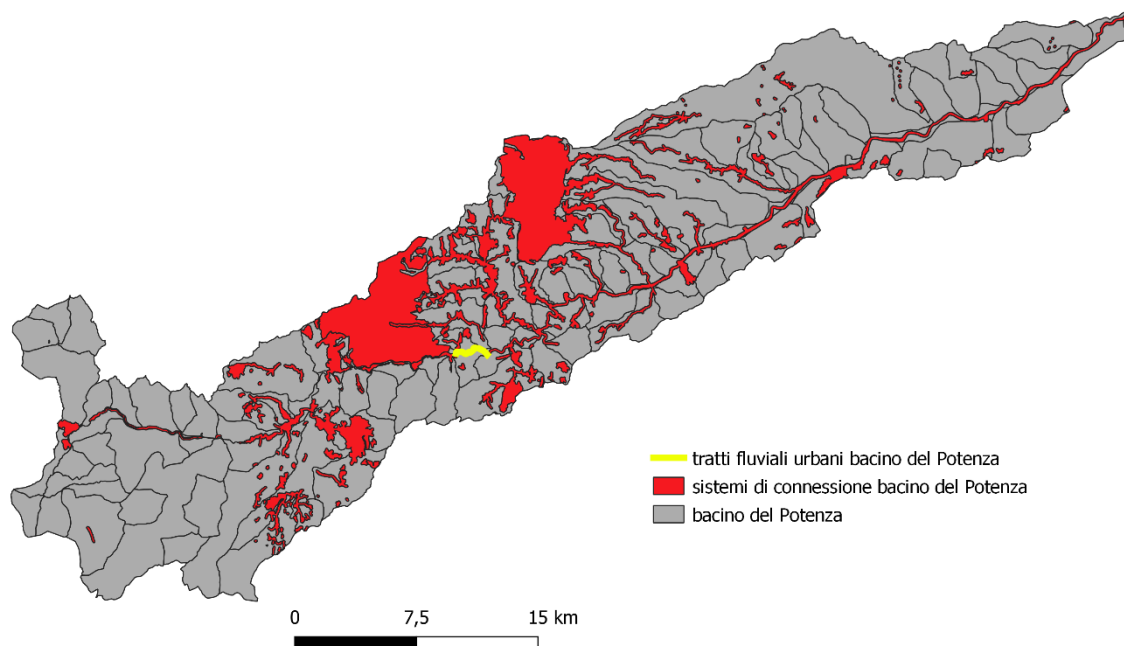 tratti fluviali urbani bacino del Potenza
sistemi di connessione bacino del Potenza
bacino del Potenza
0 7,5 15 km